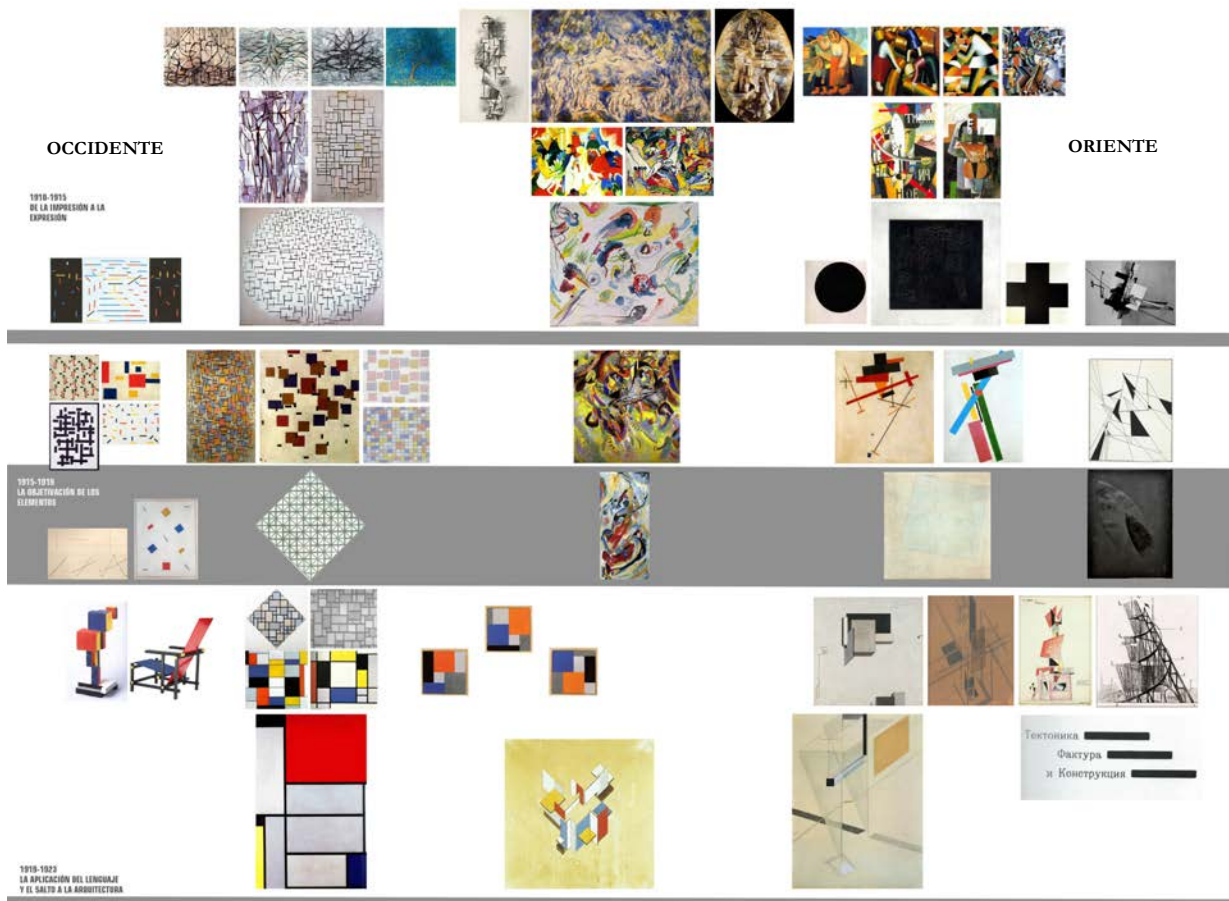 OCCIDENTE
ORIENTE
1910-1915
DE LA IMPRESIÓN A LA
EXPRESIÓN
1915-1919
LA OBJETIVACIÓN DE LOS
ELEMENTOS
Тектоника
Фактура
и Конструкция
1919-1923
LA APLICACIÓN DEL LENGUAJE
Y EL SALTO A LA ARQUITECTURA